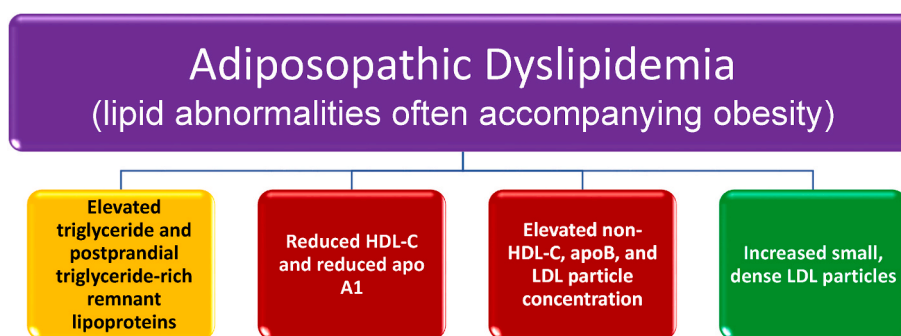 Adiposopathic Dyslipidemia
(lipid abnormalities often accompanying obesity)
Elevated
triglyceride and
postprandial
triglyceride-rich
remnant
lipoproteins
Reduced HDL-C
and reduced apo
A1
Elevated non-
HDL-C, apoB, and
LDL particle
concentration
Increased small,
dense LDL particles